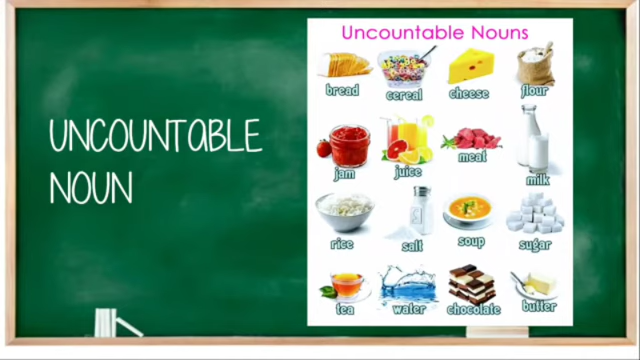 UNCOUNTABLE
NOUN
Uncountable Nouns
bread cereal cheese flour
jam juice meat milk
rice salt soup sugar
tea water chocolate butter